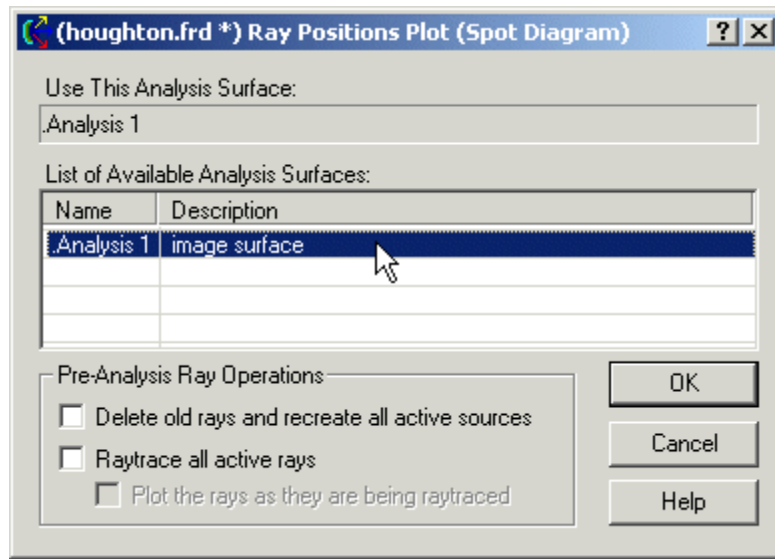 (houghton.frd *) Ray Positions Plot (Spot Diagram)
Use This Analysis Surface:
.Analysis 1
List of Available Analysis Surfaces:
Name Description
.Analysis 1 image surface
Pre-Analysis Ray Operations
Delete old rays and recreate all active sources
Raytrace all active rays
Plot the rays as they are being raytraced
OK
Cancel
Help